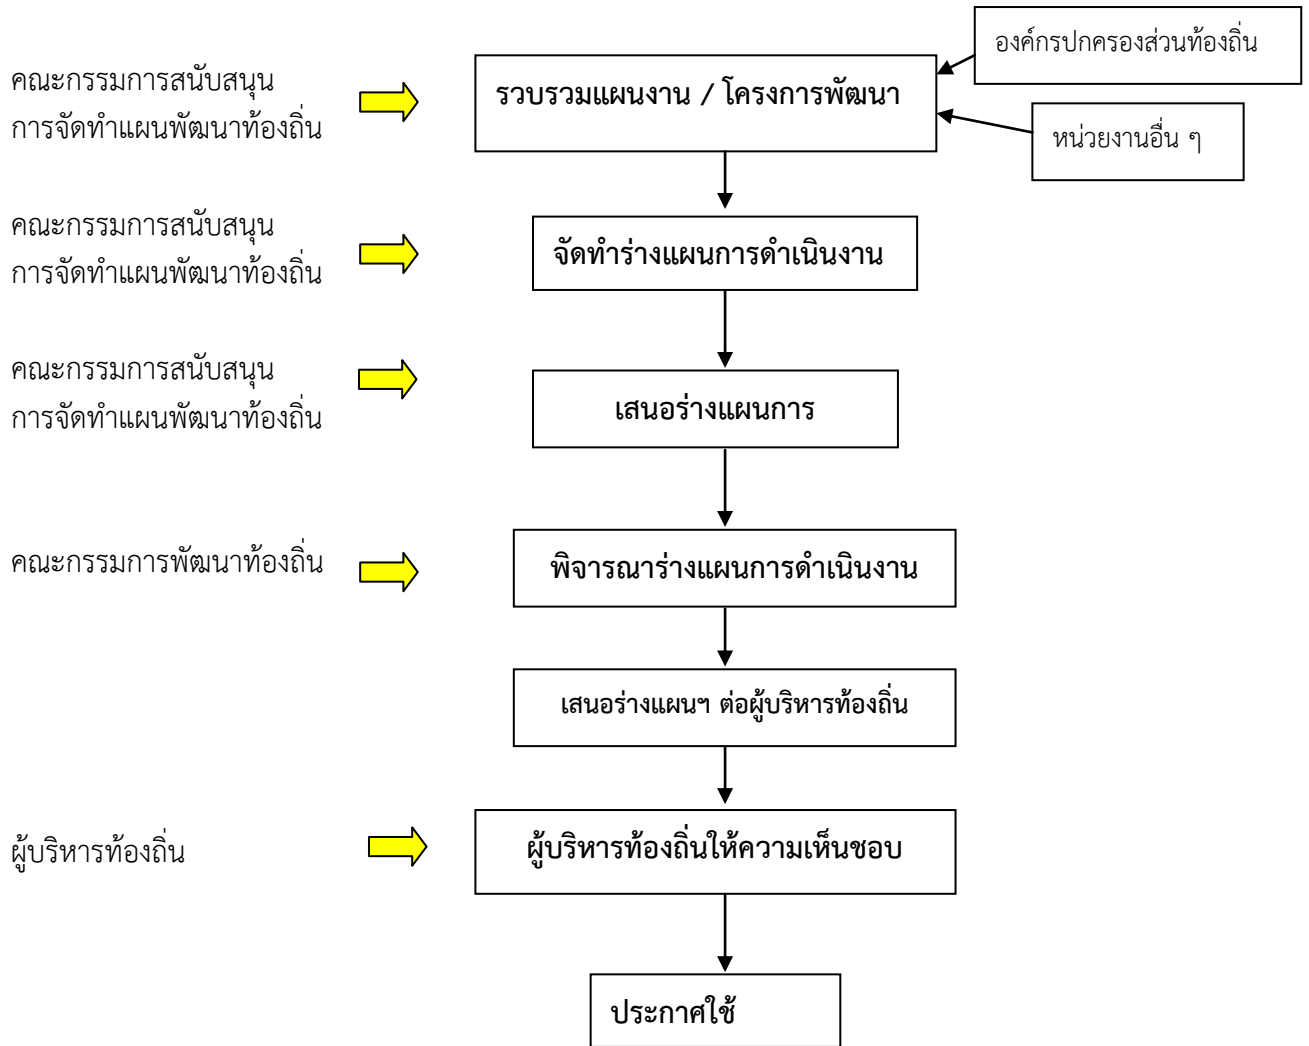 องค์กรปกครองส่วนท้องถิ่น
คณะกรรมการสนับสนุน
การจัดทำแผนพัฒนาท้องถิ่น
รวบรวมแผนงาน / โครงการพัฒนา
หน่วยงานอื่น ๆ
คณะกรรมการสนับสนุน
การจัดทำแผนพัฒนาท้องถิ่น
จัดทำร่างแผนการดำเนินงาน
คณะกรรมการสนับสนุน
การจัดทำแผนพัฒนาท้องถิ่น
เสนอร่างแผนการ
คณะกรรมการพัฒนาท้องถิ่น
พิจารณาร่างแผนการดำเนินงาน
เสนอร่างแผนฯ ต่อผู้บริหารท้องถิ่น
ผู้บริหารท้องถิ่น
ผู้บริหารท้องถิ่นให้ความเห็นชอบ
ประกาศใช้